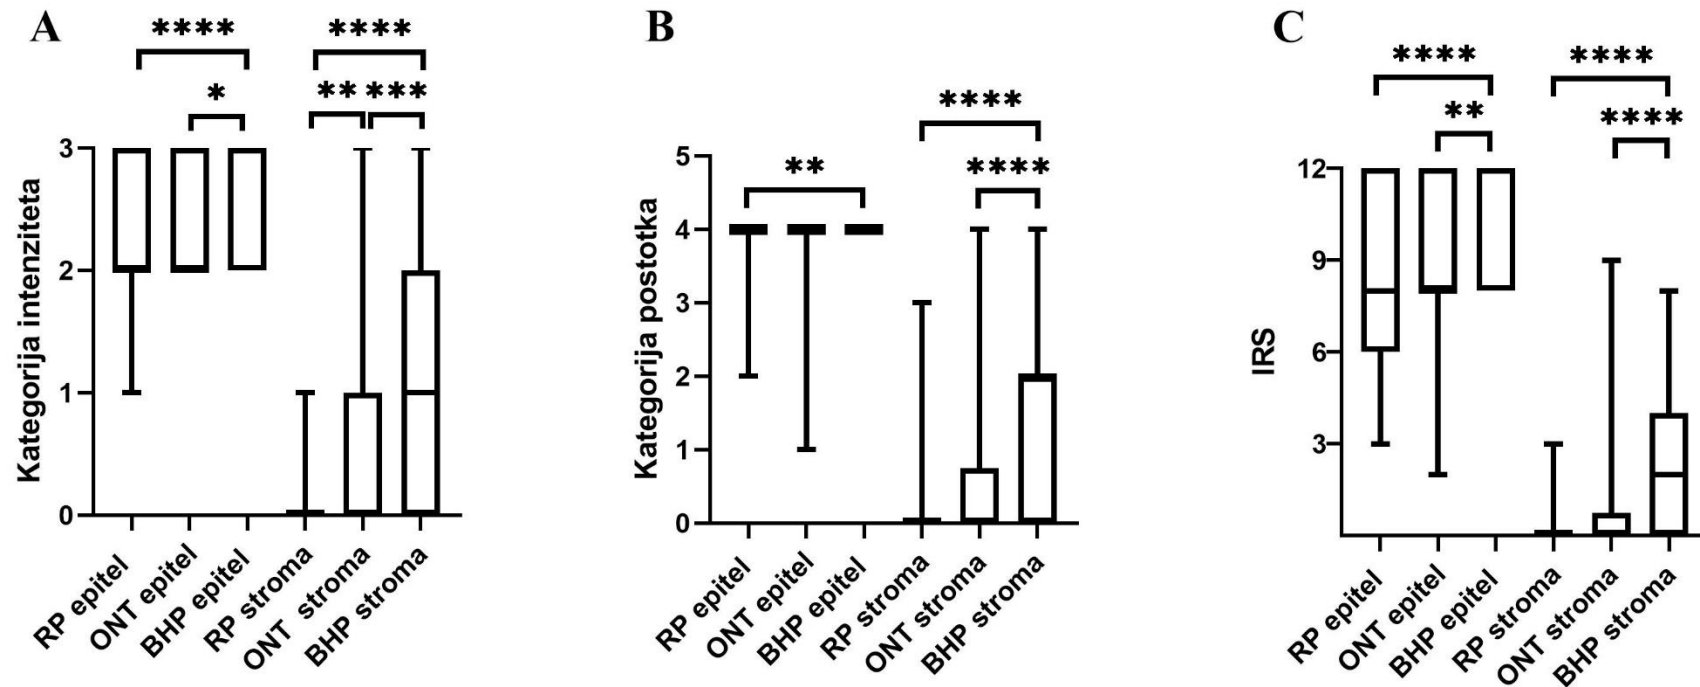 A
****
****
*
**
***
Kategorija intenziteta
3
2
1
0
RP epitel
ONT epitel
BHP epitel
RP stroma
ONT stroma
BHP stroma
B
****
**
****
Kategorija postotka
5
4
3
2
1
0
RP epitel
ONT epitel
BHP epitel
RP stroma
ONT stroma
BHP stroma
C
****
****
**
****
IRS
12
9
6
3
RP epitel
ONT epitel
BHP epitel
RP stroma
ONT stroma
BHP stroma